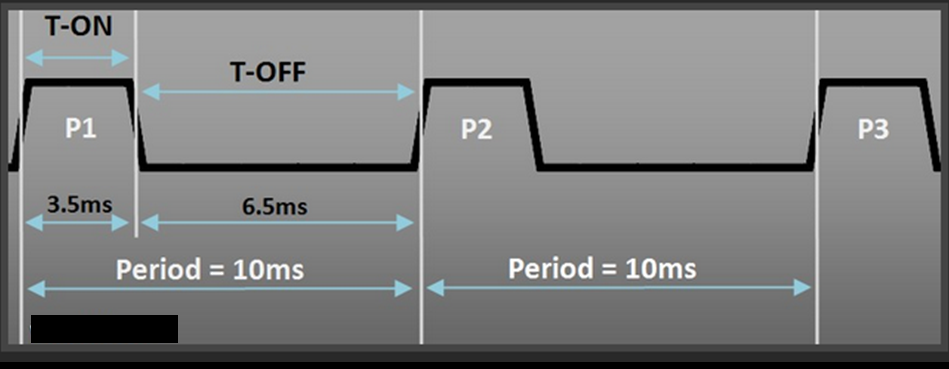 T-ON
T-OFF
P1
P2
P3
3.5ms
6.5ms
Period = 10ms
Period = 10ms